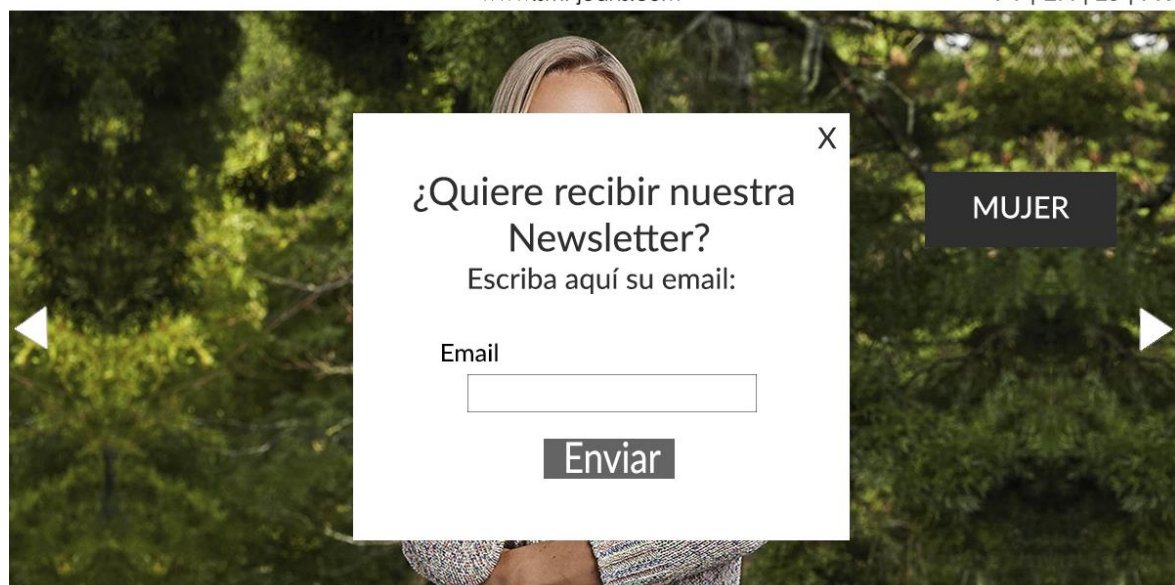 X
¿Quiere recibir nuestra
Newsletter?
Escriba aquí su email:
MUJER
Email
Enviar